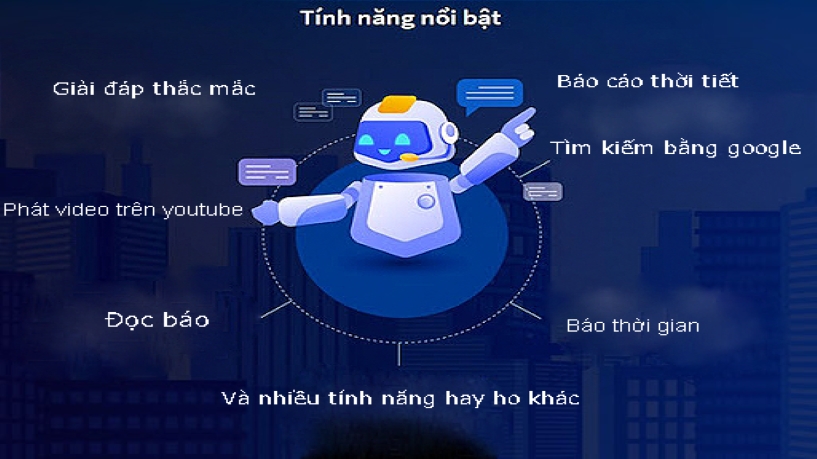 Tính năng nổi bật
Giải đáp thắc mắc
Báo cáo thời tiết
Tìm kiếm bằng google
Phát video trên youtube
Đọc báo
Báo thời gian
Và nhiều tính năng hay ho khác